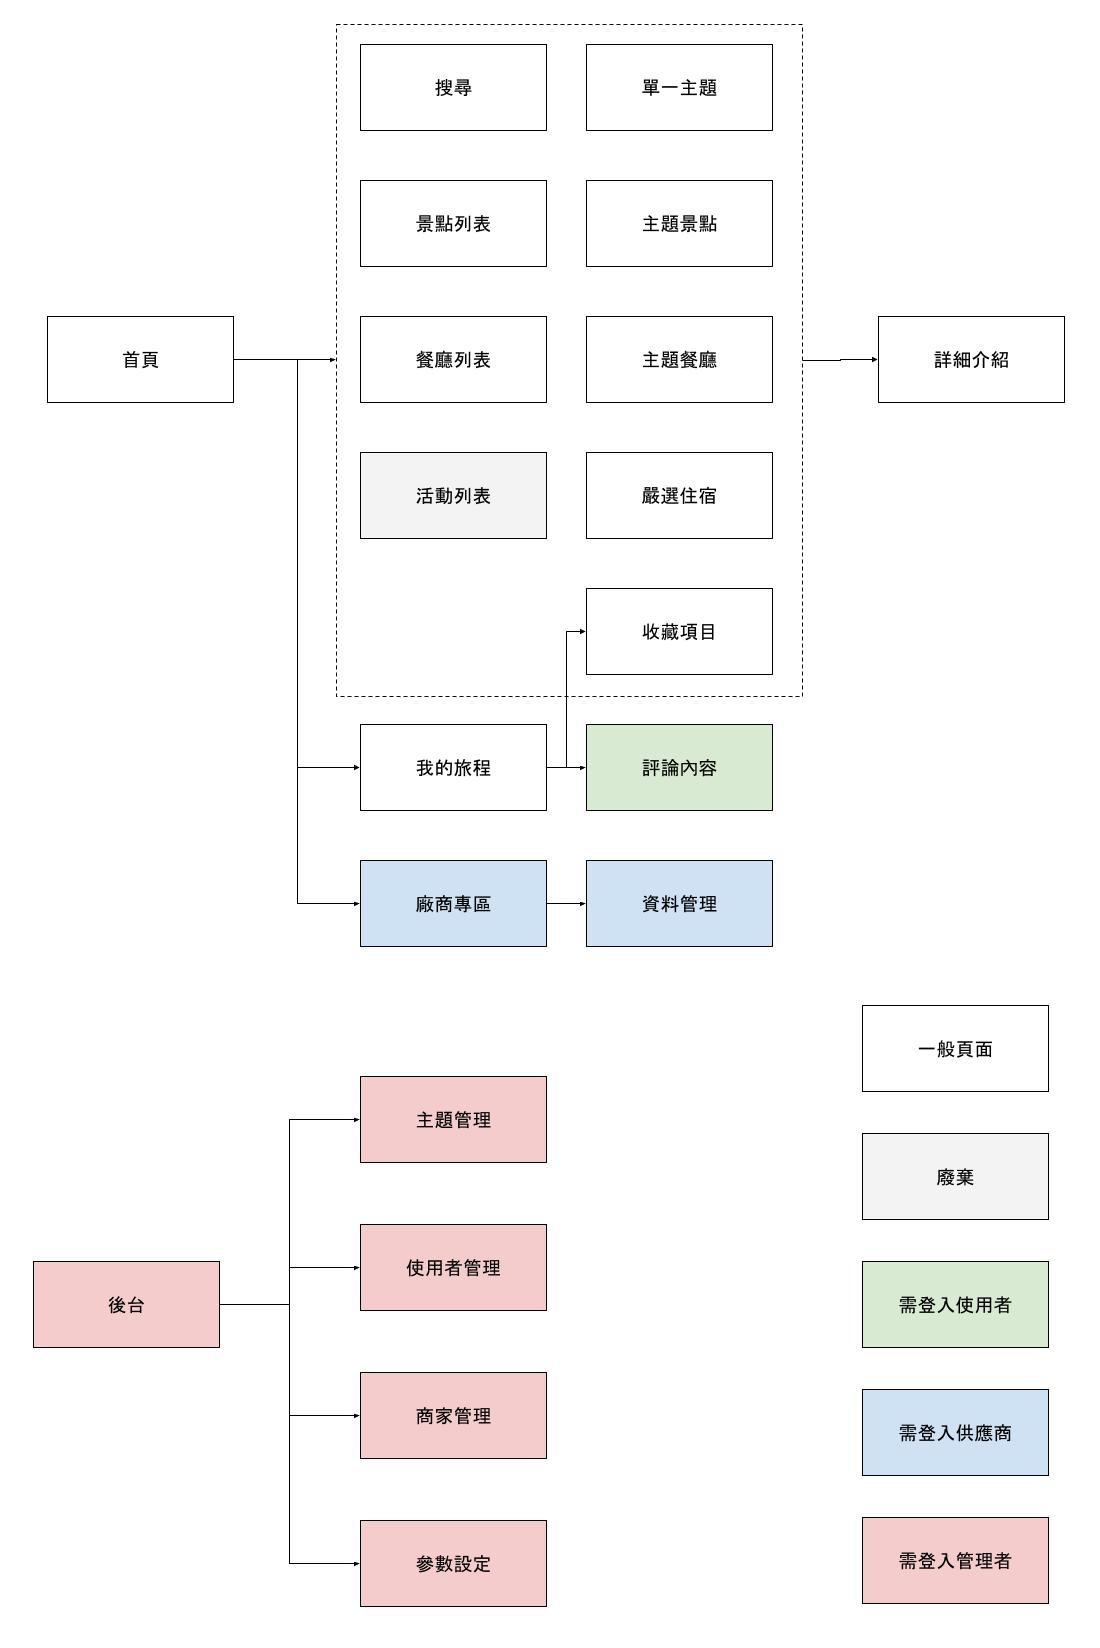 搜尋
單一主題
景點列表
主題景點
首頁
餐廳列表
主題餐廳
詳細介紹
活動列表
嚴選住宿
收藏項目
我的旅程
評論內容
廠商專區
資料管理
一般頁面
主題管理
廢棄
使用者管理
後台
需登入使用者
商家管理
需登入供應商
參數設定
需登入管理者